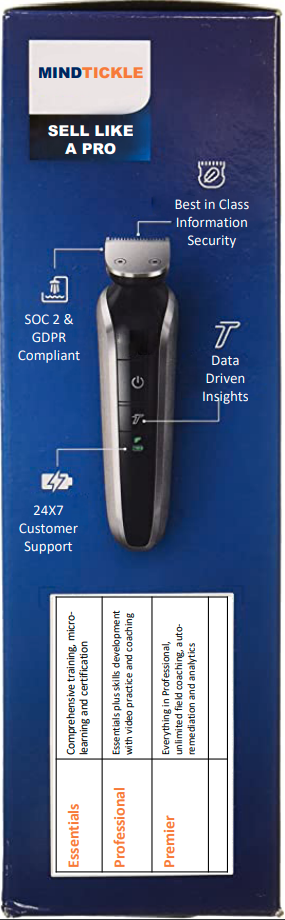 MINDTICKLE
SELL LIKE
A PRO
Best in Class
Information
Security
SOC 2 &
GDPR
Compliant
Data
Driven
Insights
24X7
Customer
Support
Essentials
Comprehensive training, micro-
learning and certification
Professional
Essentials plus skills development
with video practice and coaching
Premier
Everything in Professional,
unlimited field coaching, auto-
remediation and analytics